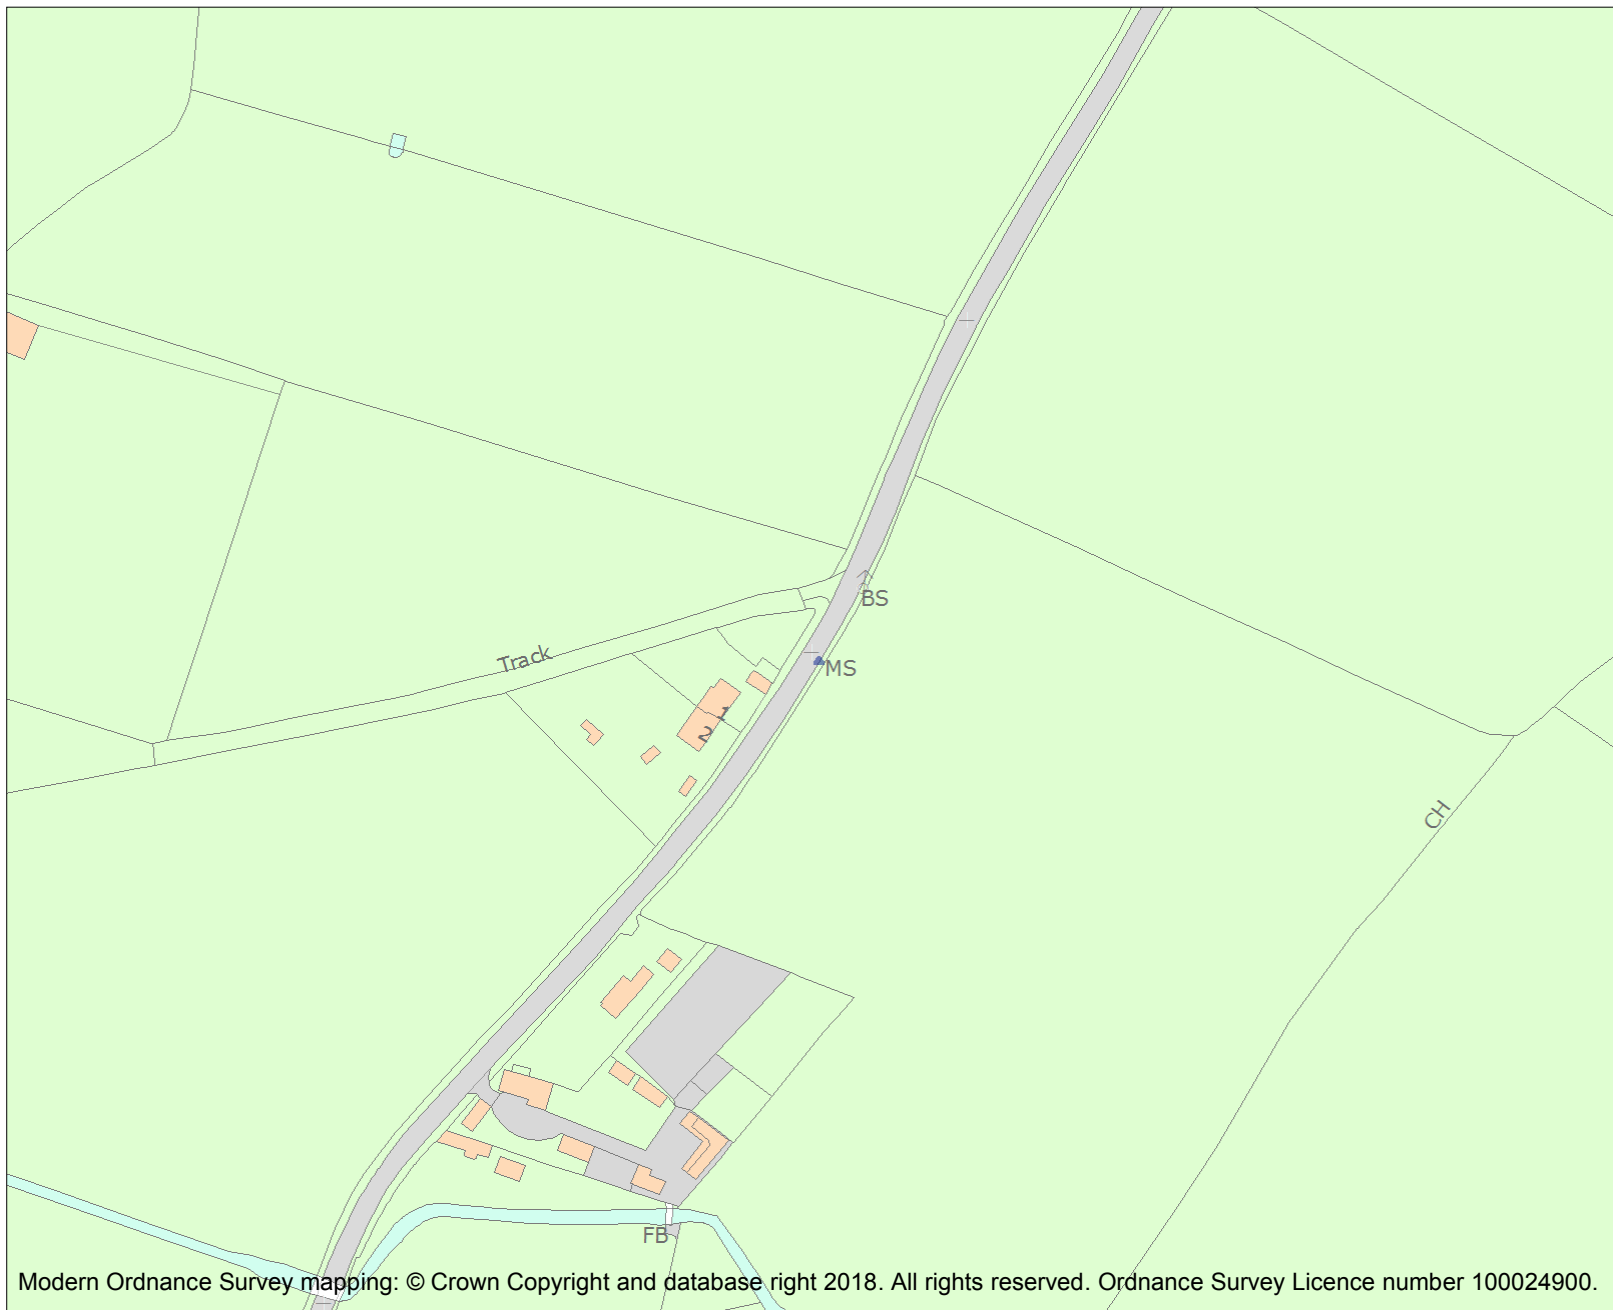 BS
Track
MS
1
2
CH
FB
Modern Ordnance Survey mapping: © Crown Copyright and database right 2018. All rights reserved. Ordnance Survey Licence number 100024900.